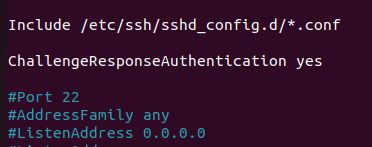 Include /etc/ssh/sshd_config.d/*.conf
ChallengeResponseAuthentication yes
#Port 22
#AddressFamily any
#ListenAddress 0.0.0.0